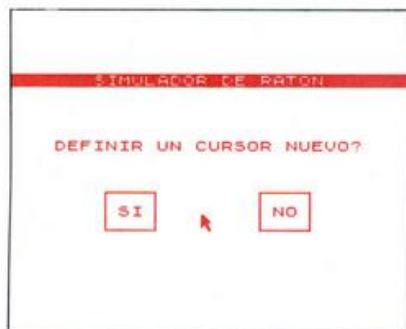 SIMULADOR DE RATON
DEFINIR UN CURSOR NUEVO?
SI
NO